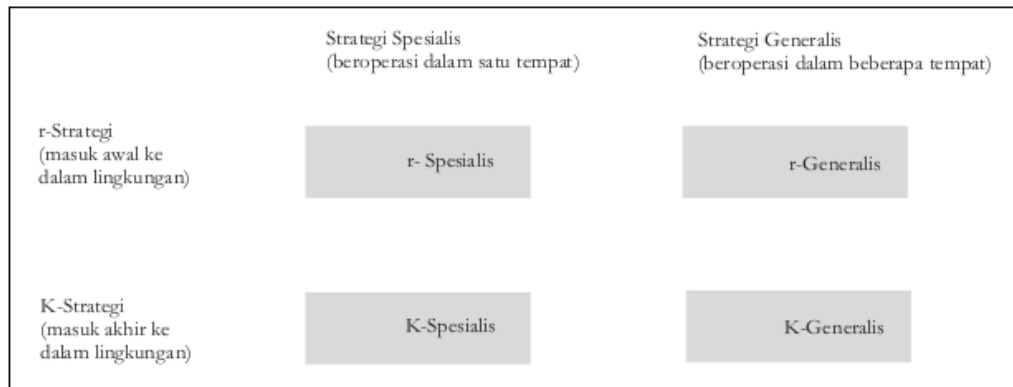 Strategi Spesialis
(beroperasi dalam satu tempat)
Strategi Generalis
(beroperasi dalam beberapa tempat)
r-Strategi
(masuk awal ke
dalam lingkungan)
r- Spesialis
r-Generalis
K-Strategi
(masuk akhir ke
dalam lingkungan)
K-Spesialis
K-Generalis